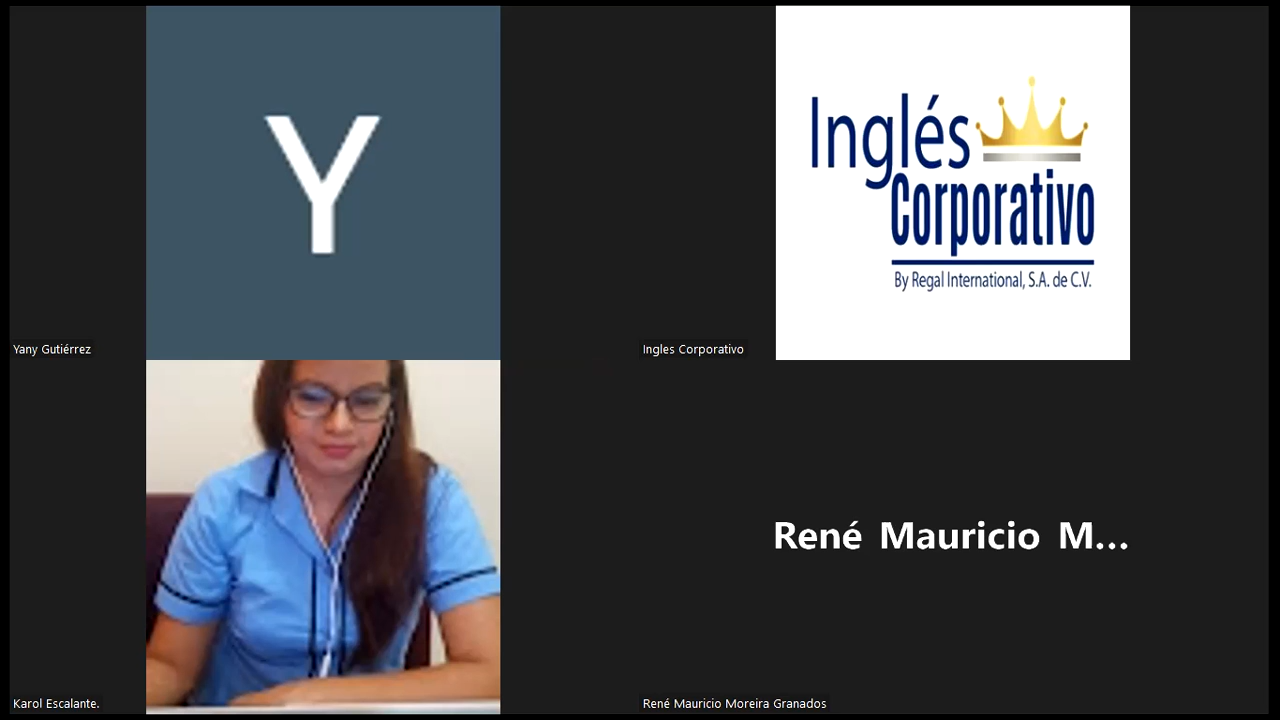 Y
Inglés
Corporativo
By Regal International, S.A. de C.V.
Yany Gutiérrez
Ingles Corporativo
René Mauricio M...
Karol Escalante.
René Mauricio Moreira Granados